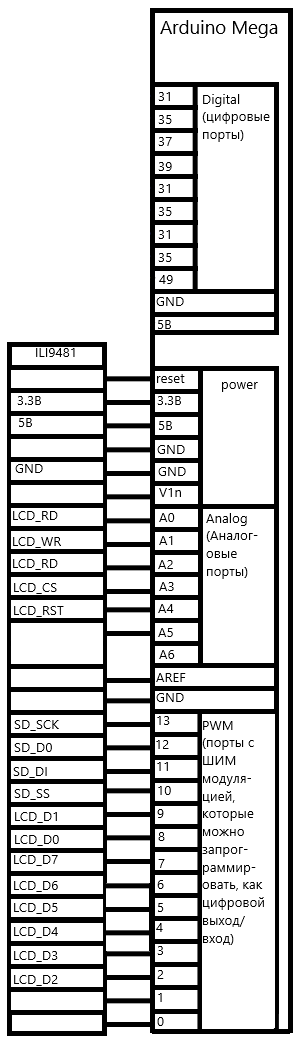 Arduino Mega
31
35
37
39
31
35
31
35
49
Digital
(цифровые
порты)
GND
5В
ILI9481
3.3В
5В
GND
LCD_RD
LCD_WR
LCD_RD
LCD_CS
LCD_RST
SD_SCK
SD_D0
SD_DI
SD_SS
LCD_D1
LCD_D0
LCD_D7
LCD_D6
LCD_D5
LCD_D4
LCD_D3
LCD_D2
reset
3.3В
5В
GND
GND
V1n
power
A0
A1
A2
A3
A4
A5
A6
Analog
(Аналог-
овые
порты)
AREF
GND
13
12
11
10
9
8
7
6
5
4
3
2
1
0
PWM
(порты с
ШИМ
модуля-
цией,
которые
можно
запрог-
раммир-
овать, как
цифровой
выход/
вход)